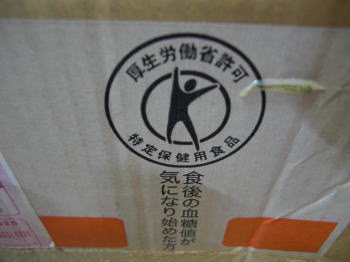 厚生労働省許可
特定保健用食品
食後の血糖値が
気になり始めた方